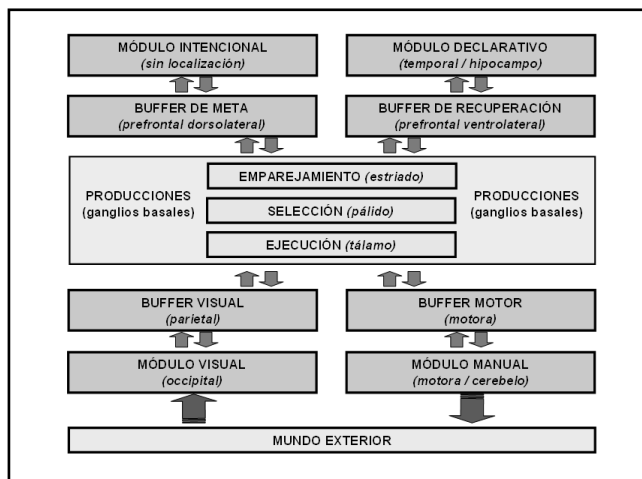 MÓDULO INTENCIONAL
(sin localización)
MÓDULO DECLARATIVO
(temporal / hipocampo)
BUFFER DE META
(prefrontal dorsolateral)
BUFFER DE RECUPERACIÓN
(prefrontal ventrolateral)
PRODUCCIONES
(ganglios basales)
EMPAREJAMIENTO (estriado)
SELECCIÓN (pálido)
EJECUCIÓN (tálamo)
PRODUCCIONES
(ganglios basales)
BUFFER VISUAL
(parietal)
BUFFER MOTOR
(motora)
MÓDULO VISUAL
(occipital)
MÓDULO MANUAL
(motora / cerebelo)
MUNDO EXTERIOR